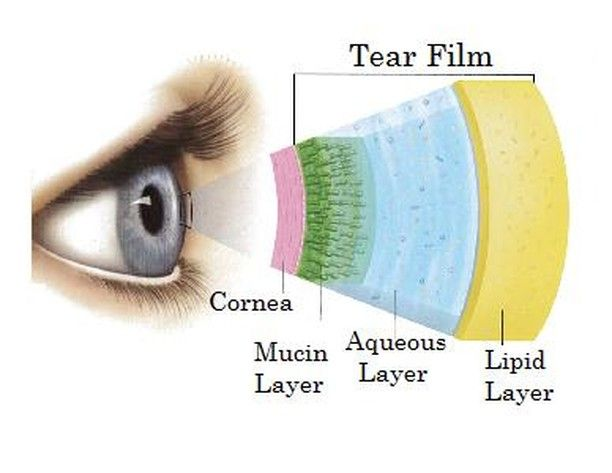 Tear Film
Cornea
Mucin
Layer
Aqueous
Layer
Lipid
Layer